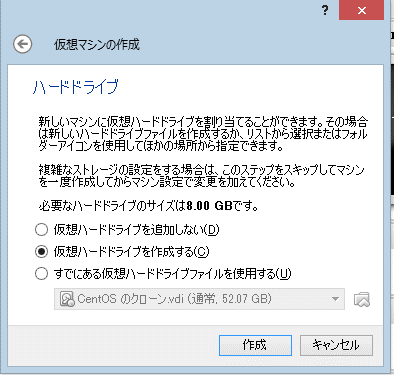 ?
仮想マシンの作成
ハードドライブ
新しいマシンに仮想ハードドライブを割り当てることができます。その場合
は新しいハードドライブファイルを作成するか、リストから選択またはフォル
ダーアイコンを使用してほかの場所から指定できます。
複雑なストレージの設定をする場合は、このステップをスキップしてマシン
を一度作成してからマシン設定で変更を加えてください。
必要なハードドライブのサイズは8.00 GBです。
仮想ハードドライブを追加しない(D)
仮想ハードドライブを作成する(C)
すでにある仮想ハードドライブファイルを使用する(U)
CentOS のクローン.vdi (通常, 52.07 GB)
作成 キャンセル